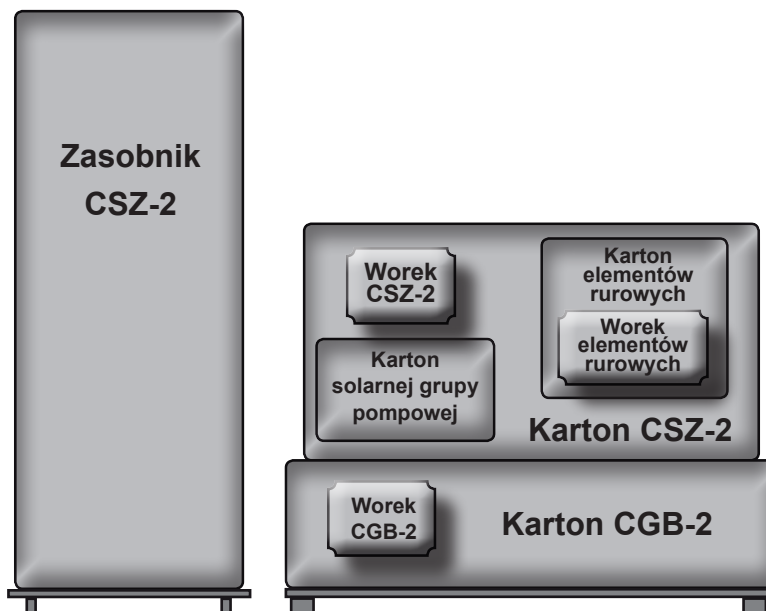 Zasobnik
CSZ-2
Worek
CSZ-2
Karton
elementów
rurowych
Worek
elementów
rurowych
Karton
solarnej grupy
pompowej
Karton CSZ-2
Worek
CGB-2
Karton CGB-2